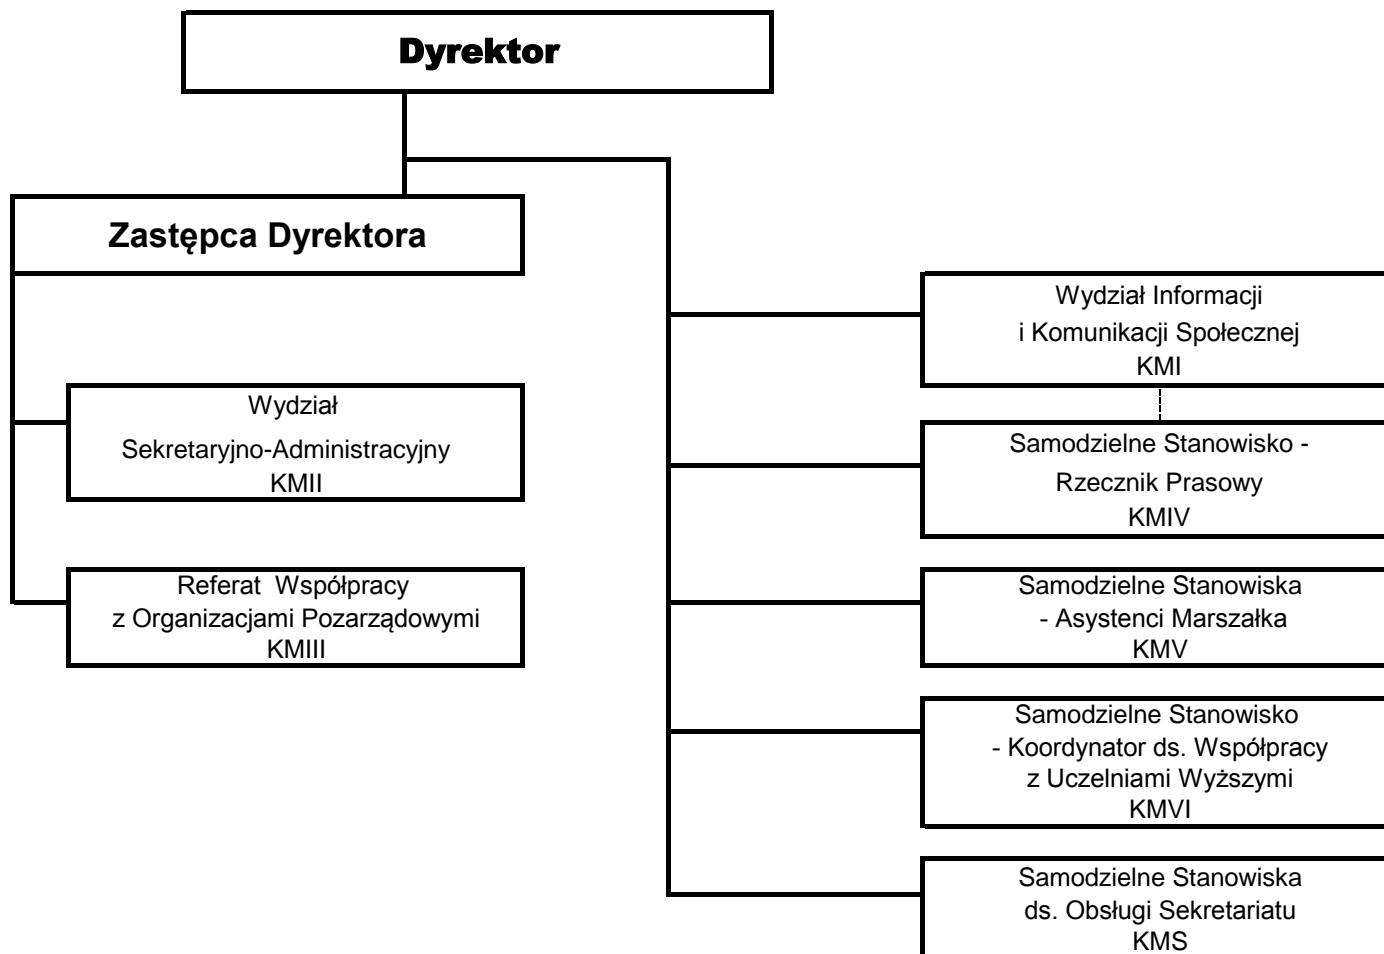 Dyrektor
Zastępca Dyrektora
Wydział
Sekretaryjno-Administracyjny
KMII
Referat Współpracy
z Organizacjami Pozarządowymi
KMIII
Wydział Informacji
i Komunikacji Społecznej
KMI
Samodzielne Stanowisko -
Rzecznik Prasowy
KMIV
Samodzielne Stanowiska
- Asystenci Marszałka
KMV
Samodzielne Stanowisko
- Koordynator ds. Współpracy
z Uczelniami Wyższymi
KMVI
Samodzielne Stanowiska
ds. Obsługi Sekretariatu
KMS